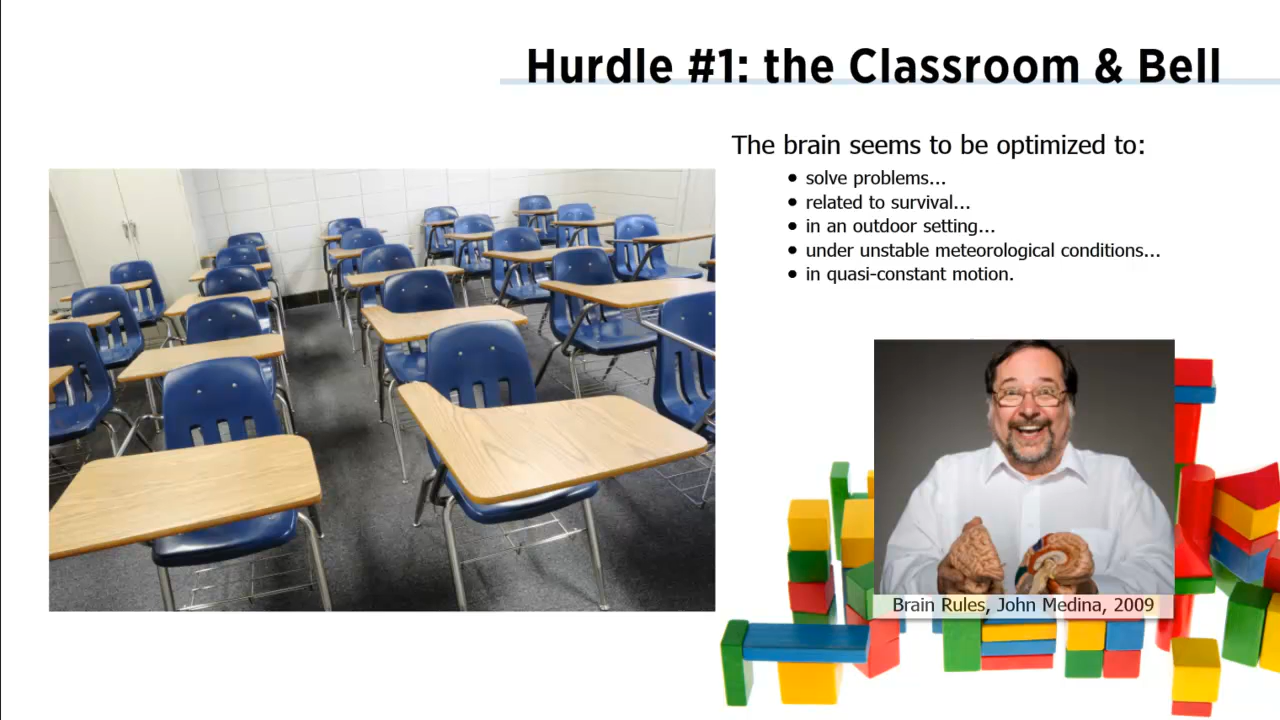 Hurdle #1: the Classroom & Bell
The brain seems to be optimized to:
• solve problems...
• related to survival...
• in an outdoor setting...
• under unstable meteorological conditions...
• in quasi-constant motion.
Brain Rules, John Medina, 2009